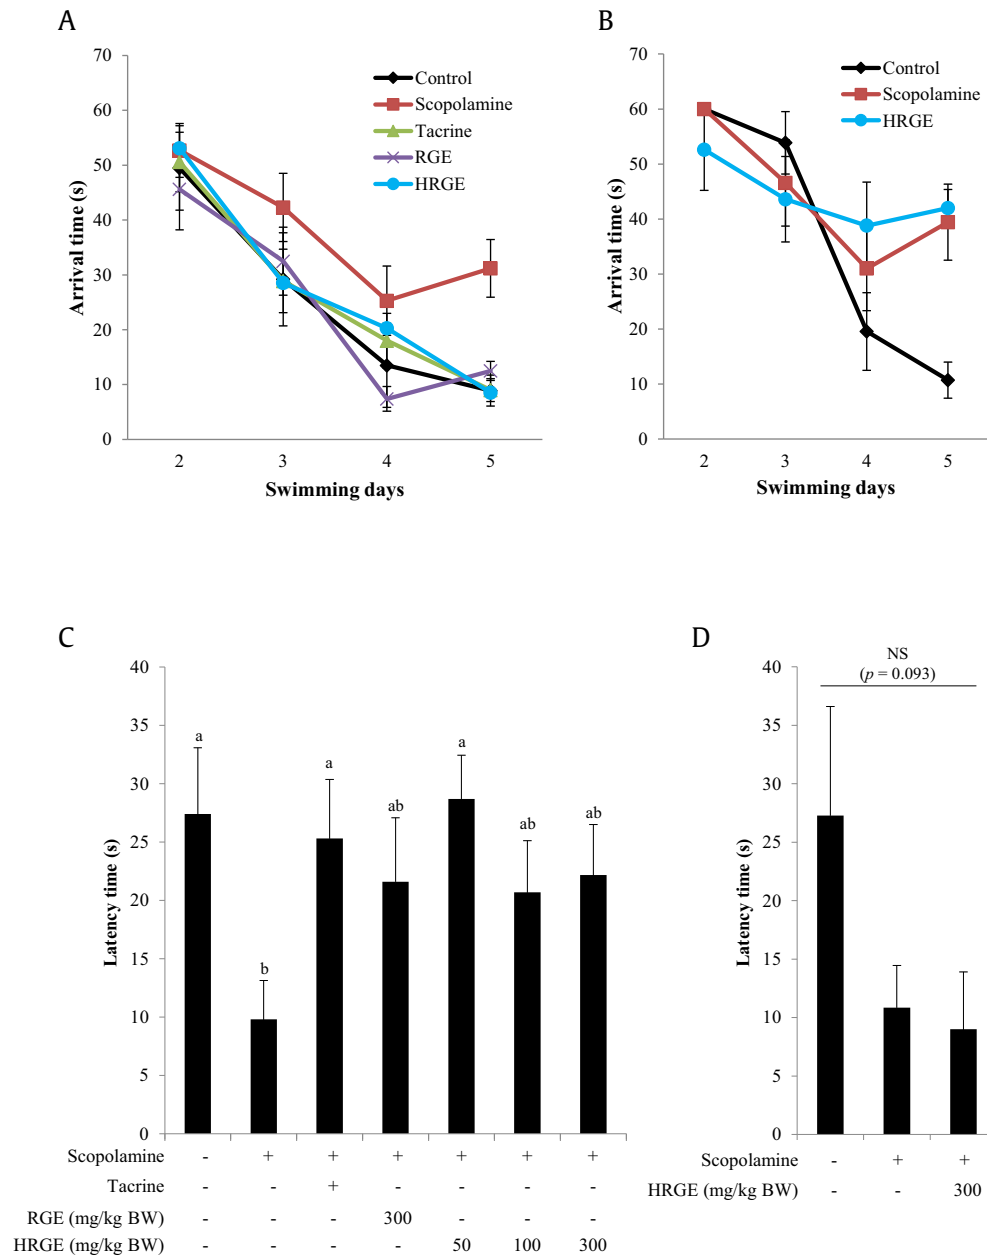 A
70
60
50
40
30
20
10
0
Arrival time (s)
2 3 4 5
Swimming days
Control
Scopolamine
Tacrine
RGE
HRGE
B
70
60
50
40
30
20
10
0
Arrival time (s)
2 3 4 5
Swimming days
Control
Scopolamine
HRGE
C
40
35
30
25
20
15
10
5
0
Latency time (s)
a
b
a
ab
a
ab
ab
Scopolamine - + + + + + +
Tacrine - - + - - - -
RGE (mg/kg BW) - - - 300 - - -
HRGE (mg/kg BW) - - - - 50 100 300
D
40
35
30
25
20
15
10
5
0
Latency time (s)
NS
(p = 0.093)
Scopolamine - + +
HRGE (mg/kg BW) - - 300